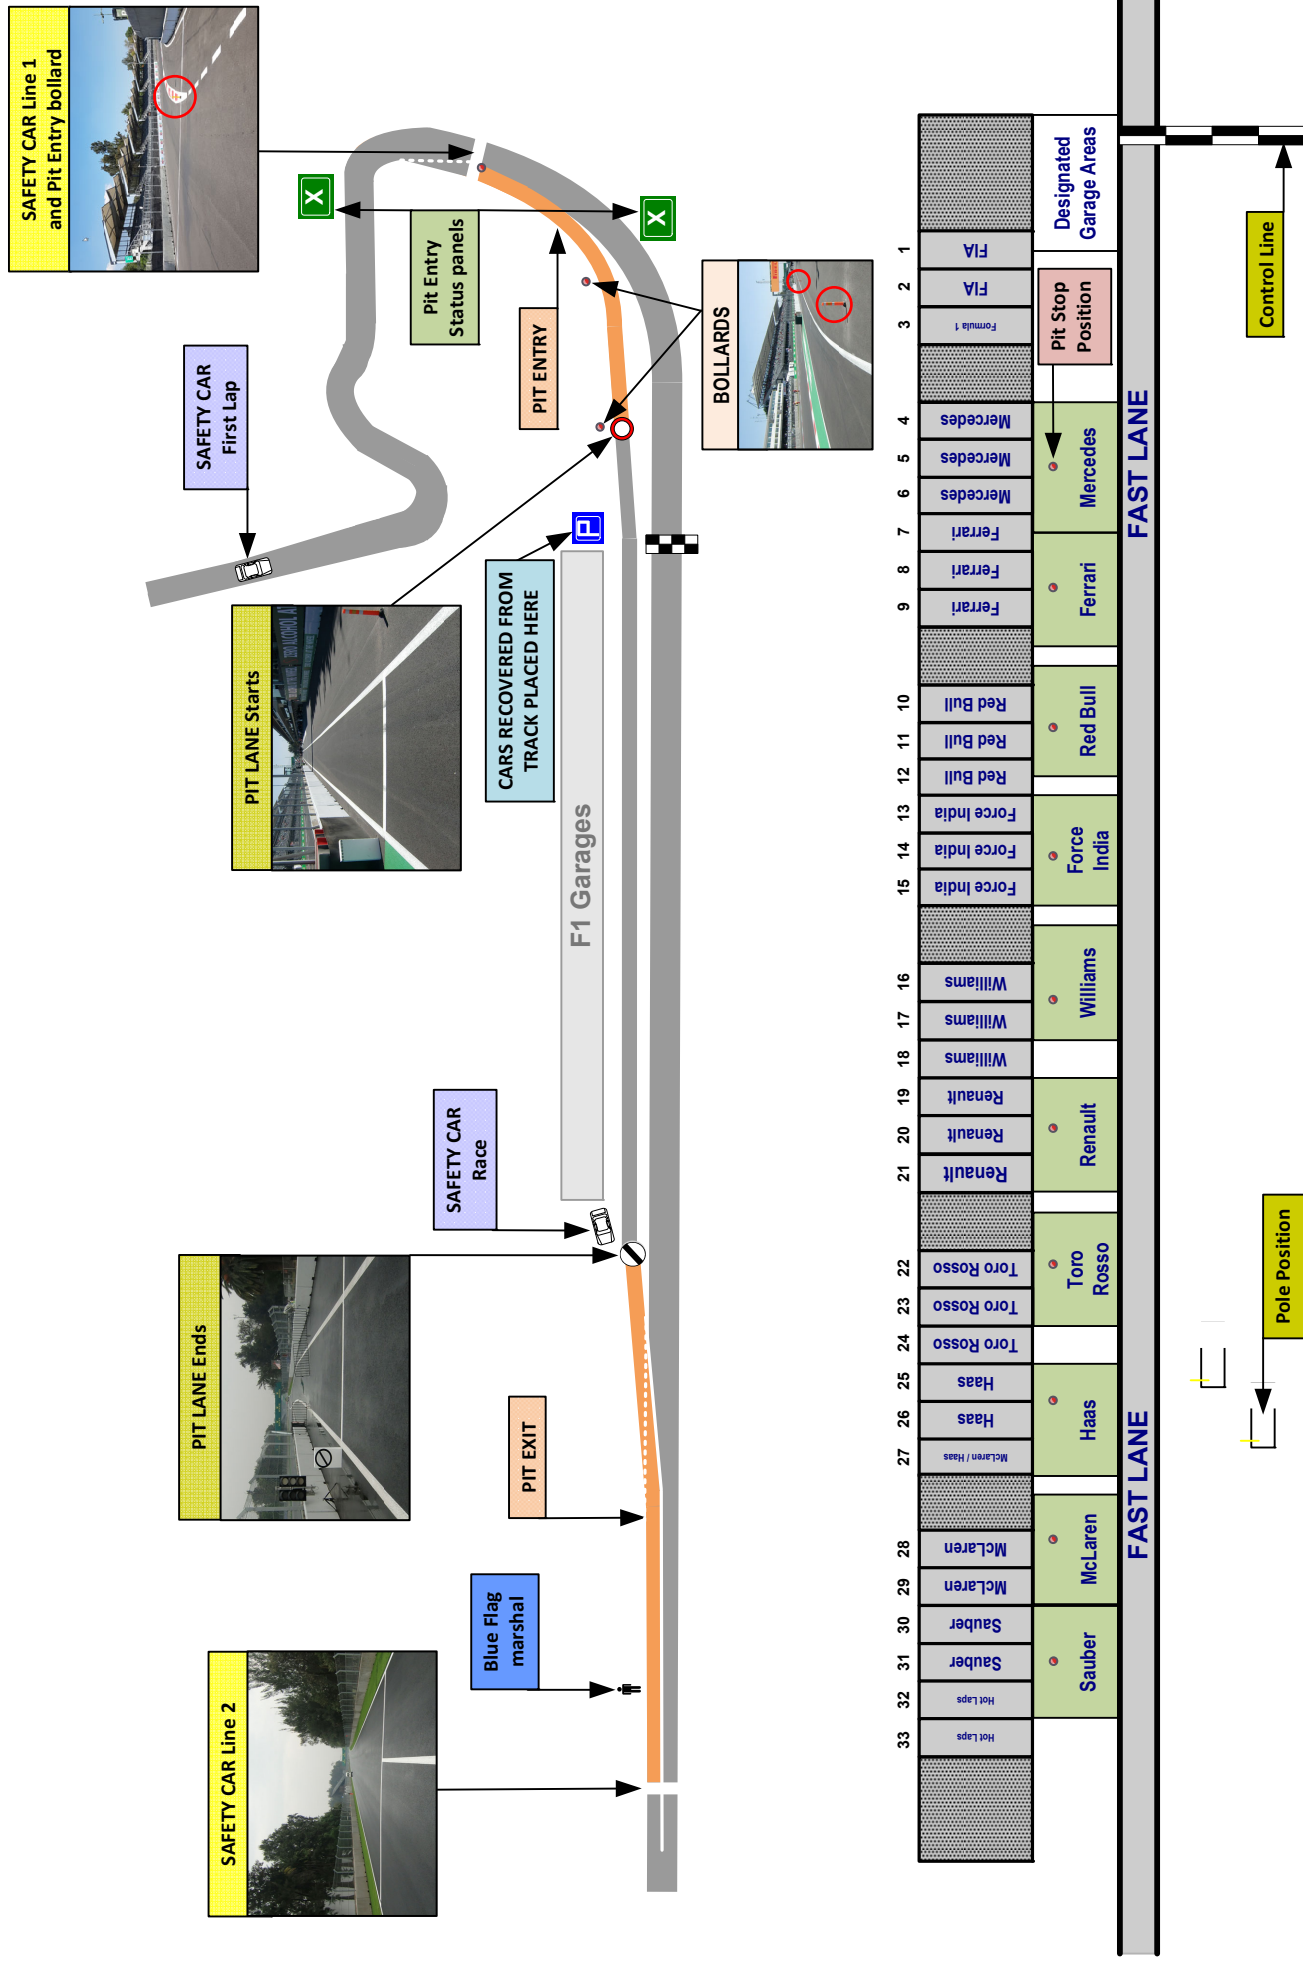 SAFETY CAR Line 2
PIT LANE Ends
PIT LANE Starts
SAFETY CAR Line 1
and Pit Entry bollard
SAFETY CAR
First Lap
Blue Flag
marshal
PIT EXIT
SAFETY CAR
Race
CARS RECOVERED FROM
TRACK PLACED HERE
PIT ENTRY
Pit Entry
Status panels
X
X
P
ZERO ALCOHOL
F1 Garages
BOLLARDS
33
32
31
30
29
28
27
26
25
24
23
22
21
20
19
18
17
16
15
14
13
12
11
10
9
8
7
6
5
4
3
2
1
Hot Laps
Hot Laps
Sauber
Sauber
McLaren
McLaren
McLaren / Haas
Haas
Haas
Toro Rosso
Toro Rosso
Toro Rosso
Renault
Renault
Renault
Williams
Williams
Williams
Force India
Force India
Force India
Red Bull
Red Bull
Red Bull
Ferrari
Ferrari
Ferrari
Mercedes
Mercedes
Mercedes
Formula 1
FIA
FIA
Sauber
McLaren
Haas
Toro
Rosso
Renault
Williams
Force
India
Red Bull
Ferrari
Mercedes
Pit Stop
Position
Designated
Garage Areas
FAST LANE
FAST LANE
Pole Position
Control Line